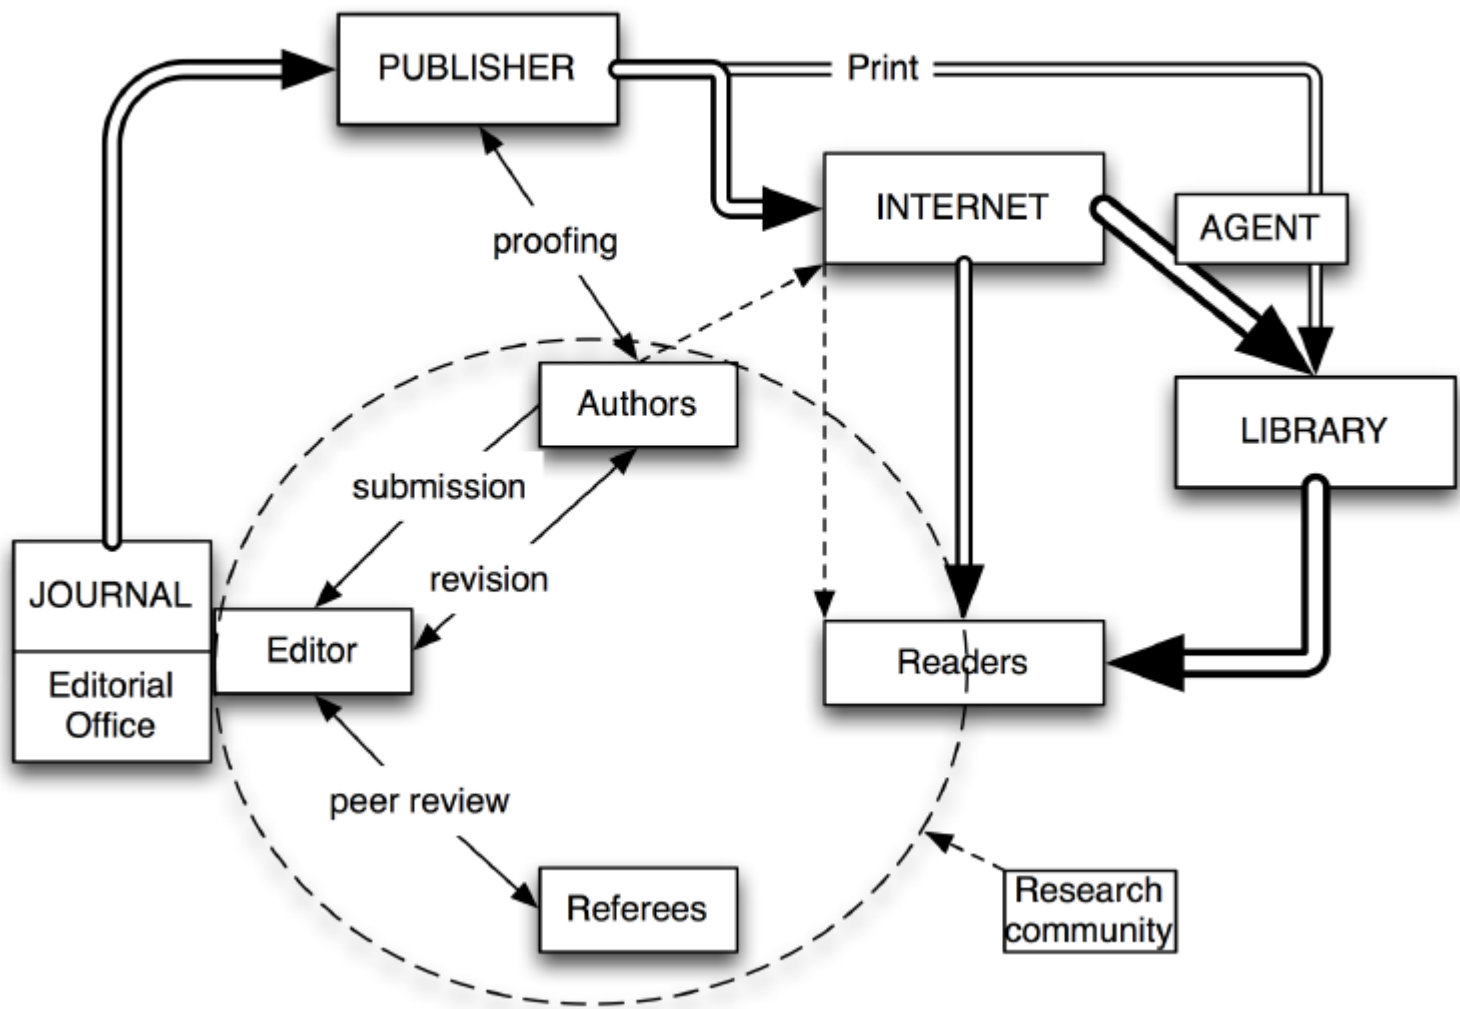 PUBLISHER
Print
INTERNET
AGENT
proofing
Authors
LIBRARY
submission
revision
JOURNAL
Editor
Readers
Editorial
Office
peer review
Referees
Research
community